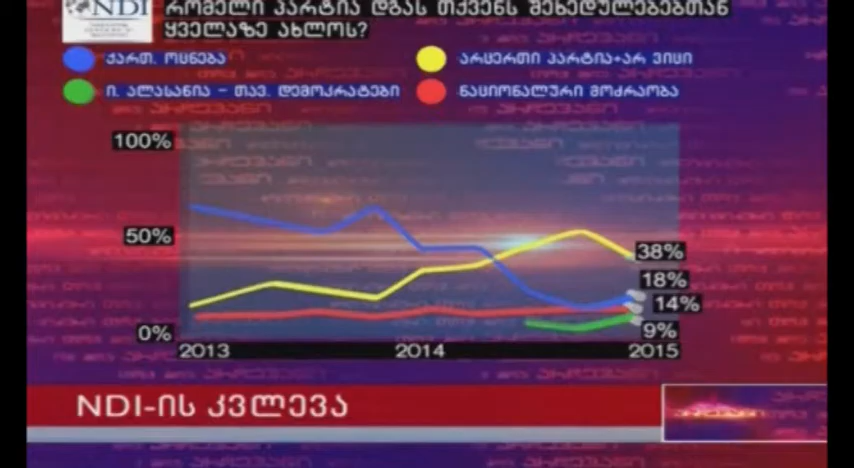 NDI
რომელი პარტია დგას თქვენს შეხედულებებთან
ყველაზე ახლოს?
ქართ. ოცნება
არცერთი პარტია+არ ვიცი
ი. ალასანია - თავ. დემოკრატები
ნაციონალური მოძრაობა
100%
50%
0%
38%
18%
14%
9%
2013
2014
2015
NDI-ის კვლევა